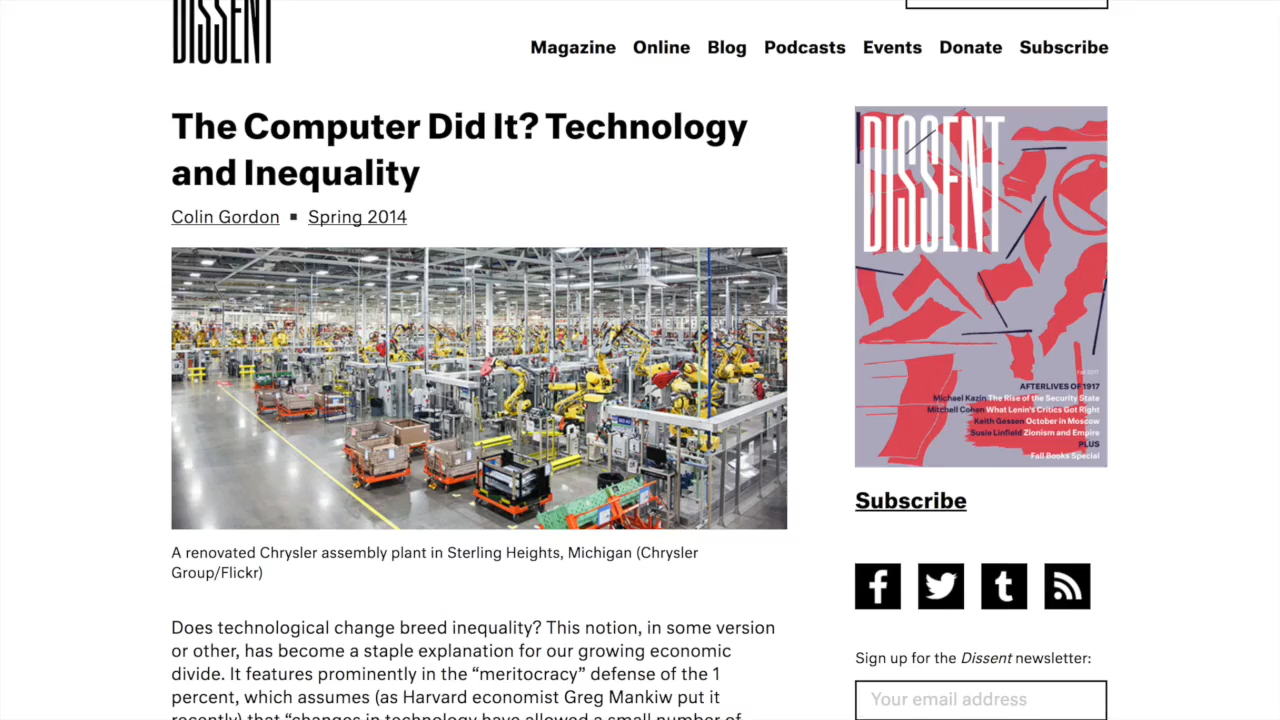 DISSENT
Magazine Online Blog Podcasts Events Donate Subscribe
The Computer Did It? Technology
and Inequality
Colin Gordon ▪ Spring 2014
A renovated Chrysler assembly plant in Sterling Heights, Michigan (Chrysler
Group/Flickr)
Does technological change breed inequality? This notion, in some version
or other, has become a staple explanation for our growing economic
divide. It features prominently in the “meritocracy” defense of the 1
percent, which assumes (as Harvard economist Greg Mankiw put it
recently) that “changes in technology have allowed a small number of
DISSENT
Fall 2017
AFTERLIVES OF 1917
Michael Kazin The Rise of the Security State
Mitchell Cohen What Lenin's Critics Got Right
Keith Gessen October in Moscow
Susie Linfield Zionism and Empire
PLUS
Fall Books Special
Subscribe
Sign up for the Dissent newsletter:
Your email address